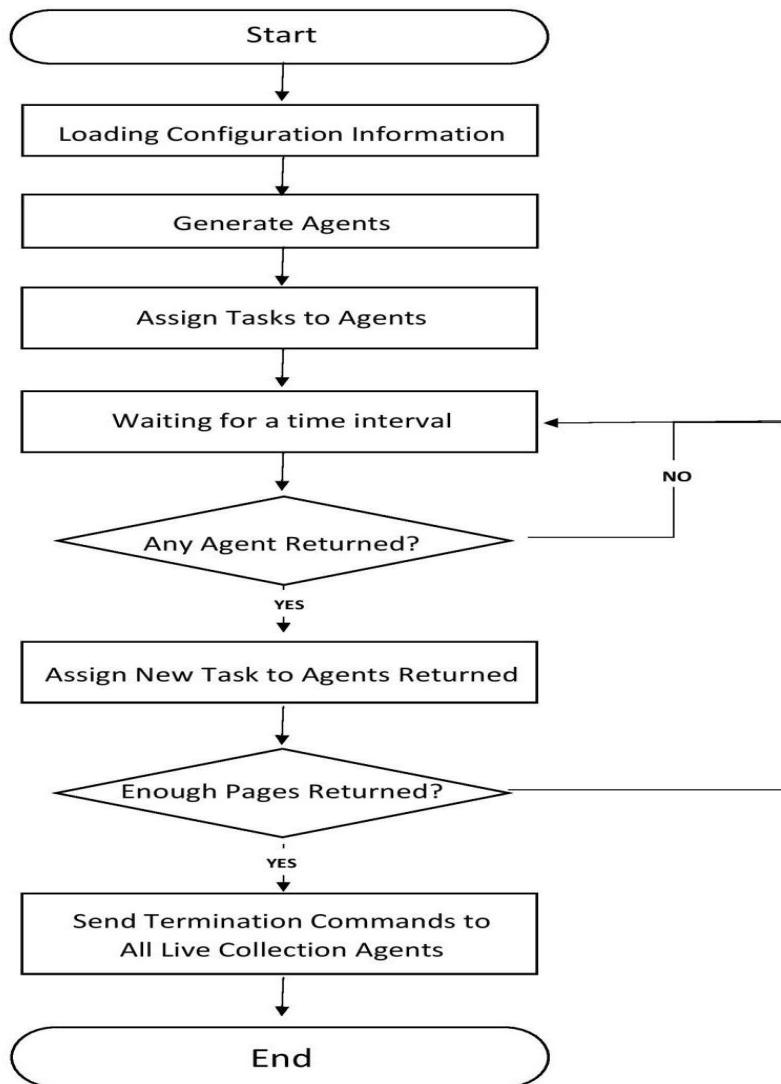 Start
Loading Configuration Information
Generate Agents
Assign Tasks to Agents
Waiting for a time interval
NO
Any Agent Returned?
YES
Assign New Task to Agents Returned
Enough Pages Returned?
YES
Send Termination Commands to
All Live Collection Agents
End